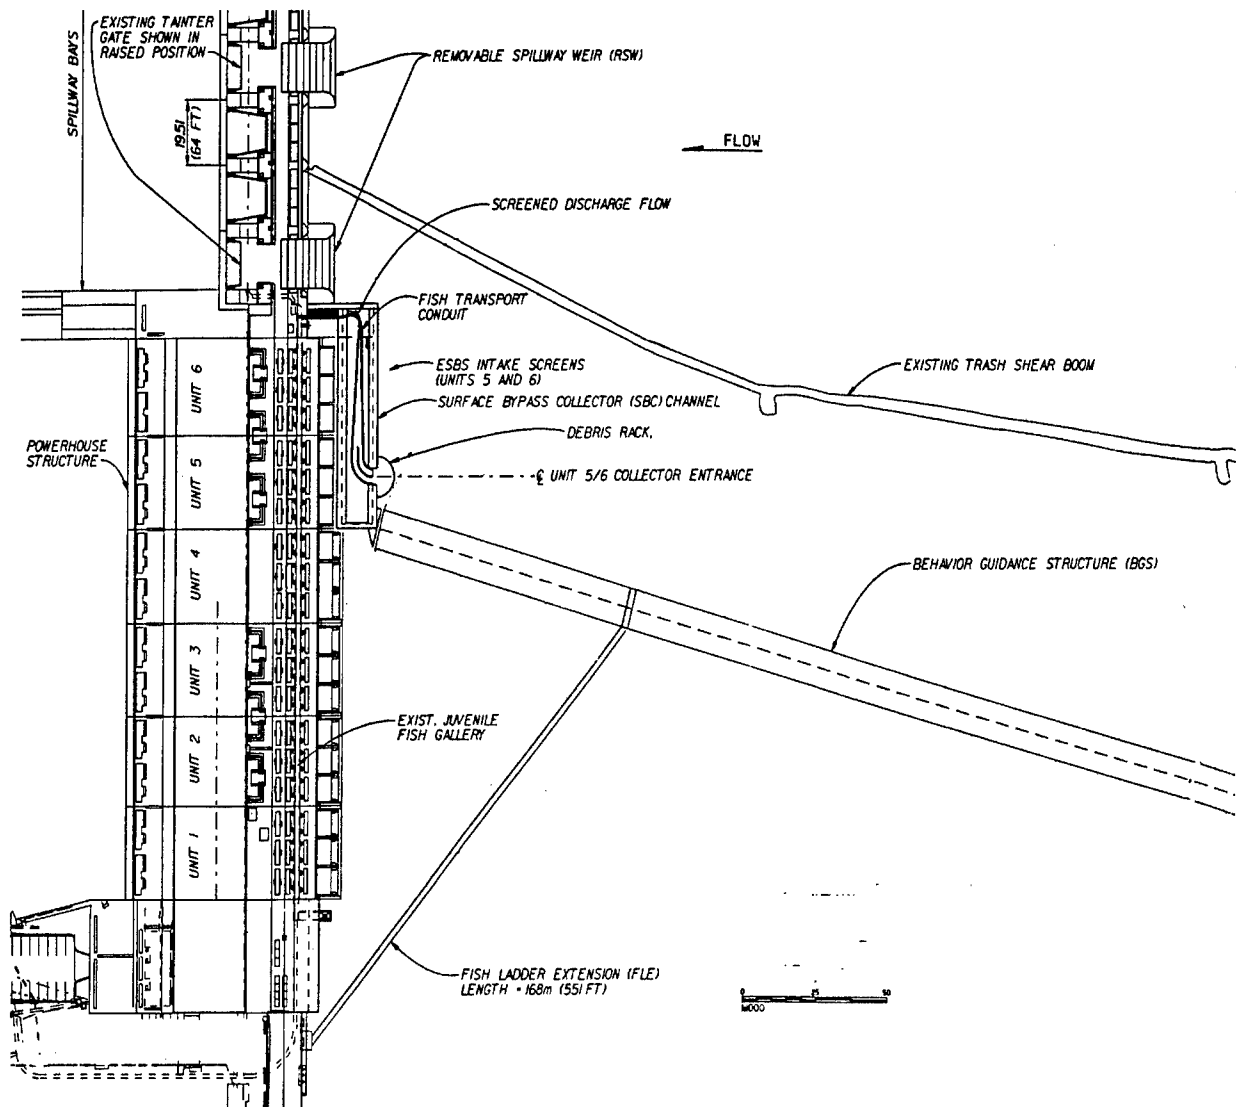 EXISTING TAINTER
GATE SHOWN IN
RAISED POSITION
SPILLWAY BAYS
REMOVABLE SPILLWAY WEIR (RSW)
19.51
(64 FT)
FLOW
SCREENED DISCHARGE FLOW
FISH TRANSPORT
CONDUIT
ESBS INTAKE SCREENS
(UNITS 5 AND 6)
EXISTING TRASH SHEAR BOOM
SURFACE BYPASS COLLECTOR (SBC) CHANNEL
DEBRIS RACK.
POWERHOUSE
STRUCTURE
UNIT 6
UNIT 5
UNIT 4
UNIT 3
UNIT 2
UNIT 1
℄ UNIT 5/6 COLLECTOR ENTRANCE
BEHAVIOR GUIDANCE STRUCTURE (BGS)
EXIST. JUVENILE
FISH GALLERY
FISH LADDER EXTENSION (FLE)
LENGTH = 168m (551 FT)
0 25 50
1:1000